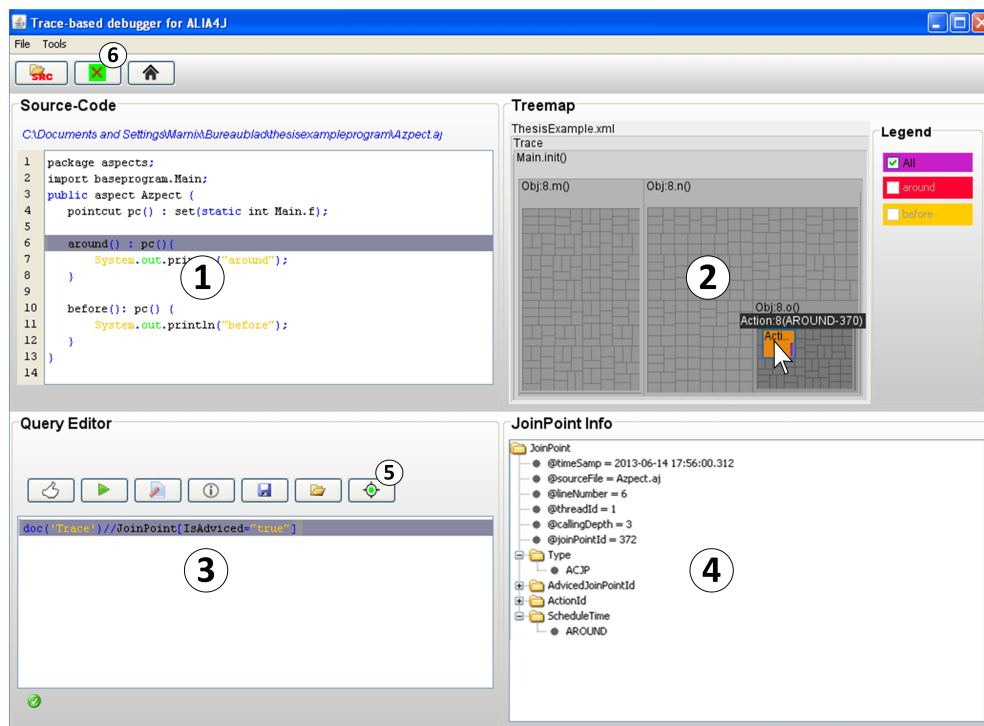 Trace-based debugger for ALIA4J
File Tools
6
SRC
Source-Code
C:\Documents and Settings\Marnix\Bureaublad\thesisexampleprogram\Azpect.aj
1 package aspects;
2 import baseprogram.Main;
3 public aspect Azpect {
4 pointcut pc() : set(static int Main.f);
5
6 around() : pc(){
7 System.out.pri ("around");
8 }
9
10 before(): pc() {
11 System.out.println("before");
12 }
13 }
14
1
Treemap
ThesisExample.xml
Trace
Main.init()
Obj:8.m() Obj:8.n()
2
Obj:8.o()
Action:8(AROUND-370)
Acti..
Legend
All
around
before
Query Editor
5
doc('Trace')//JoinPoint[IsAdviced="true"]
3
JoinPoint Info
JoinPoint
@timeSamp = 2013-06-14 17:56:00.312
@sourceFile = Azpect.aj
@lineNumber = 6
@threadId = 1
@callingDepth = 3
@joinPointId = 372
Type
ACJP
AdvicedJoinPointId
ActionId
ScheduleTime
AROUND
4